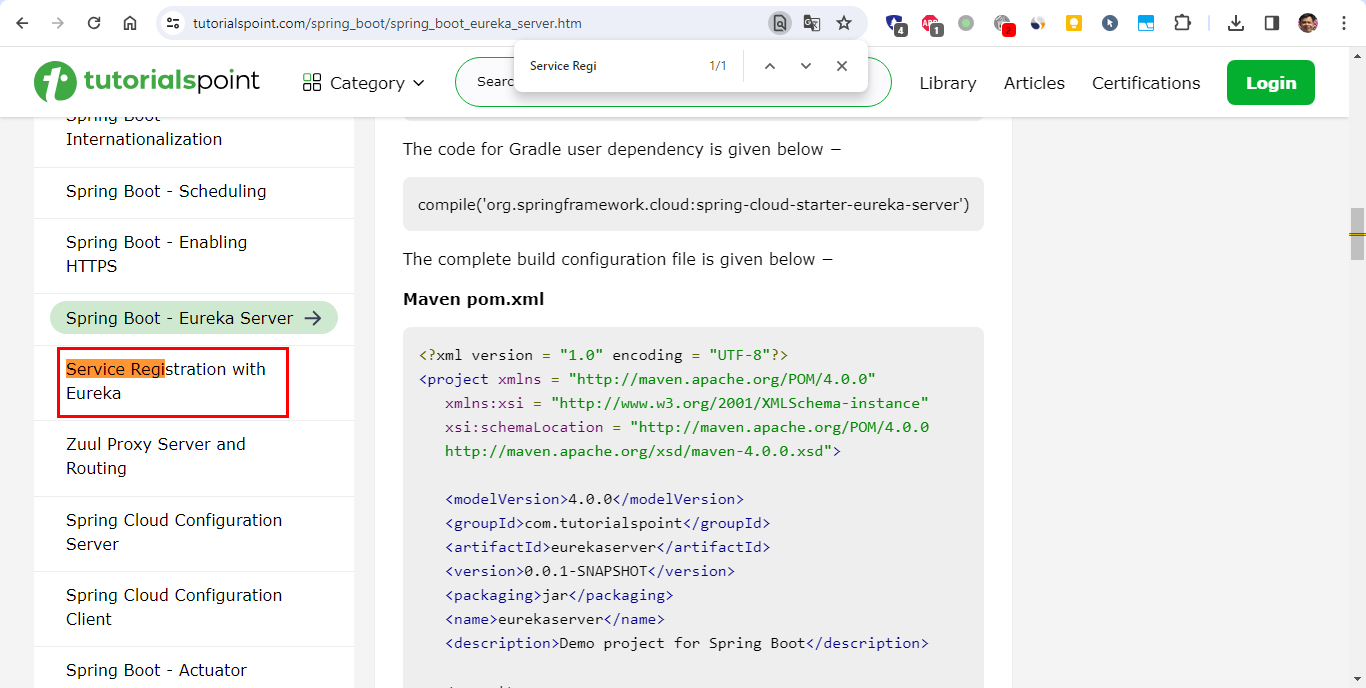 tutorialspoint.com/spring_boot/spring_boot_eureka_server.htm
4
1
2
Service Regi
1/1
tutorialspoint
Category
Searc
Library
Articles
Certifications
Login
Spring Boot -
Internationalization
Spring Boot - Scheduling
Spring Boot - Enabling
HTTPS
Spring Boot - Eureka Server
Service Registration with
Eureka
Zuul Proxy Server and
Routing
Spring Cloud Configuration
Server
Spring Cloud Configuration
Client
Spring Boot - Actuator
The code for Gradle user dependency is given below −
compile('org.springframework.cloud:spring-cloud-starter-eureka-server')
The complete build configuration file is given below −
Maven pom.xml
<?xml version = "1.0" encoding = "UTF-8"?>
<project xmlns = "http://maven.apache.org/POM/4.0.0"
xmlns:xsi = "http://www.w3.org/2001/XMLSchema-instance"
xsi:schemaLocation = "http://maven.apache.org/POM/4.0.0
http://maven.apache.org/xsd/maven-4.0.0.xsd">
<modelVersion>4.0.0</modelVersion>
<groupId>com.tutorialspoint</groupId>
<artifactId>eurekaserver</artifactId>
<version>0.0.1-SNAPSHOT</version>
<packaging>jar</packaging>
<name>eurekaserver</name>
<description>Demo project for Spring Boot</description>